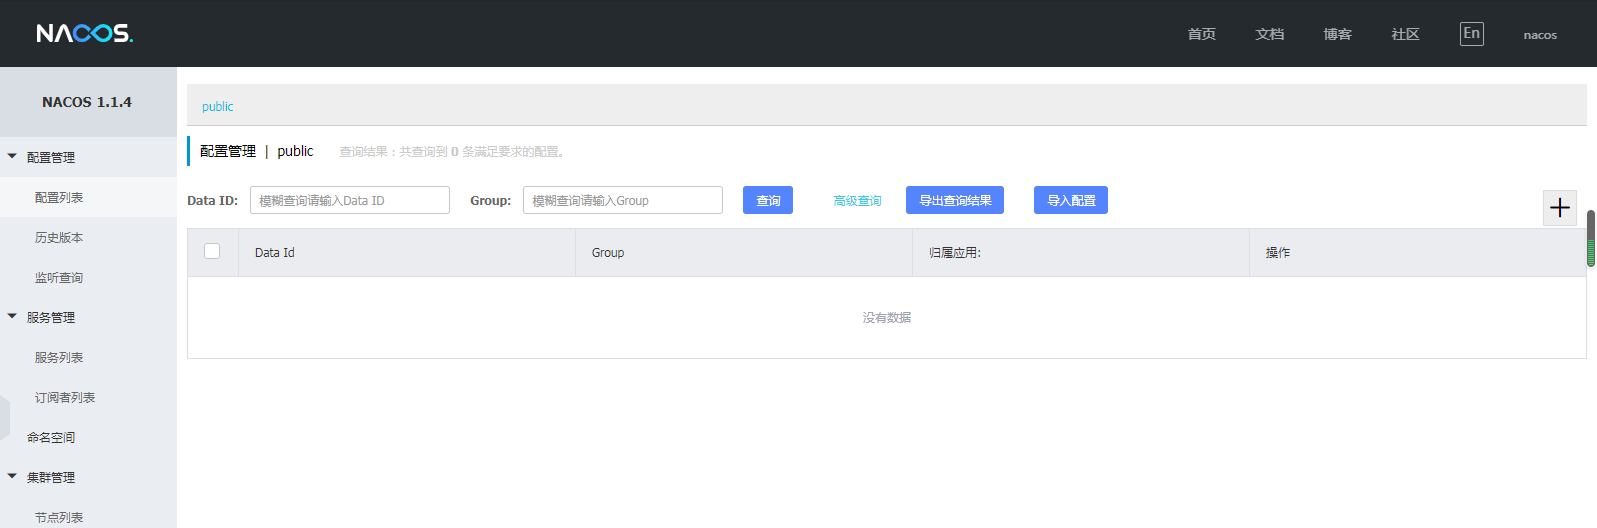 NACOS. 首页 文档 博客 社区 En nacos
NACOS 1.1.4
配置管理
配置列表
历史版本
监听查询
服务管理
服务列表
订阅者列表
命名空间
集群管理
节点列表
public
配置管理 | public 查询结果：共查询到 0 条满足要求的配置。
Data ID: 模糊查询请输入Data ID Group: 模糊查询请输入Group 查询 高级查询 导出查询结果 导入配置
Data Id Group 归属应用: 操作
没有数据